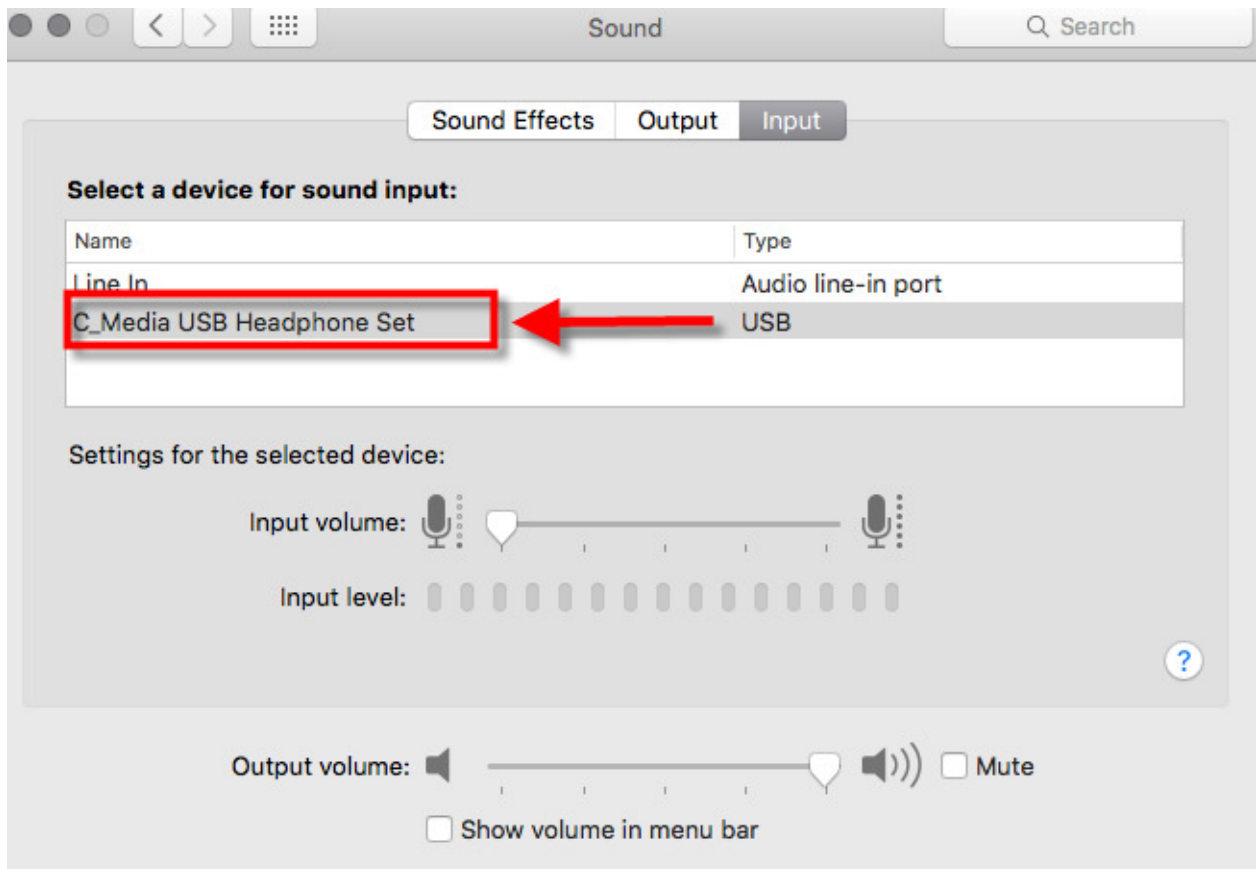 Sound
Search
Sound Effects Output Input
Select a device for sound input:
Name Type
Line In Audio line-in port
C_Media USB Headphone Set USB
Settings for the selected device:
Input volume:
Input level:
?
Output volume: Mute
Show volume in menu bar